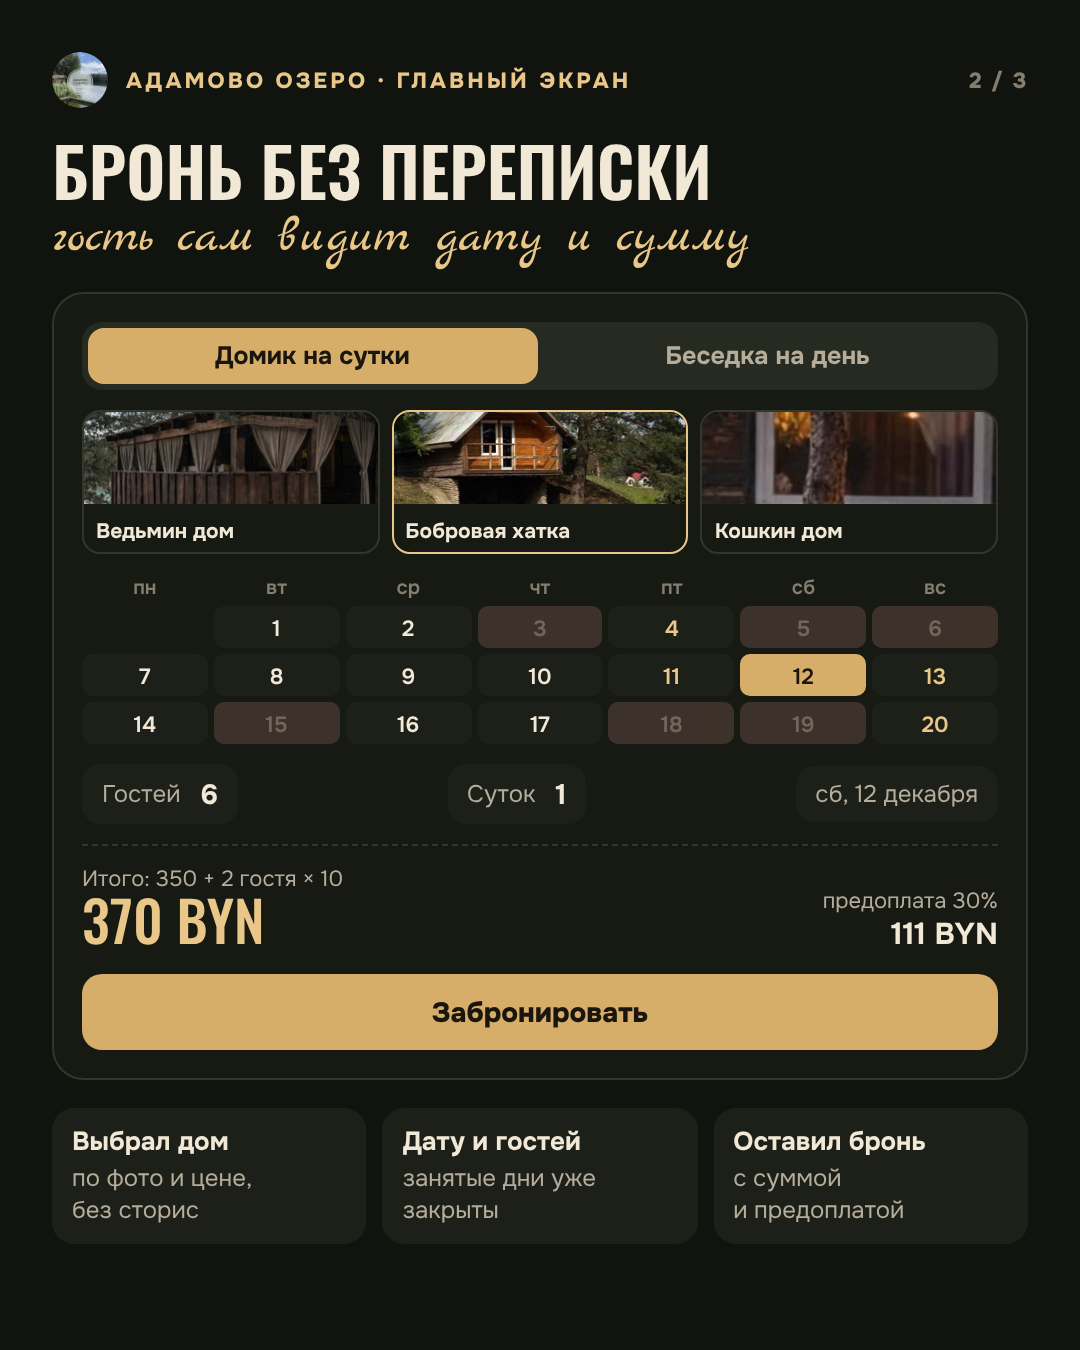 АДАМОВО ОЗЕРО · ГЛАВНЫЙ ЭКРАН
2 / 3
БРОНЬ БЕЗ ПЕРЕПИСКИ
гость сам видит дату и сумму
Домик на сутки
Беседка на день
Ведьмин дом
Бобровая хатка
Кошкин дом
пн вт ср чт пт сб вс
1 2 3 4 5 6
7 8 9 10 11 12 13
14 15 16 17 18 19 20
Гостей 6
Суток 1
сб, 12 декабря
Итого: 350 + 2 гостя × 10
370 BYN
предоплата 30%
111 BYN
Забронировать
Выбрал дом
по фото и цене,
без сторис
Дату и гостей
занятые дни уже
закрыты
Оставил бронь
с суммой
и предоплатой